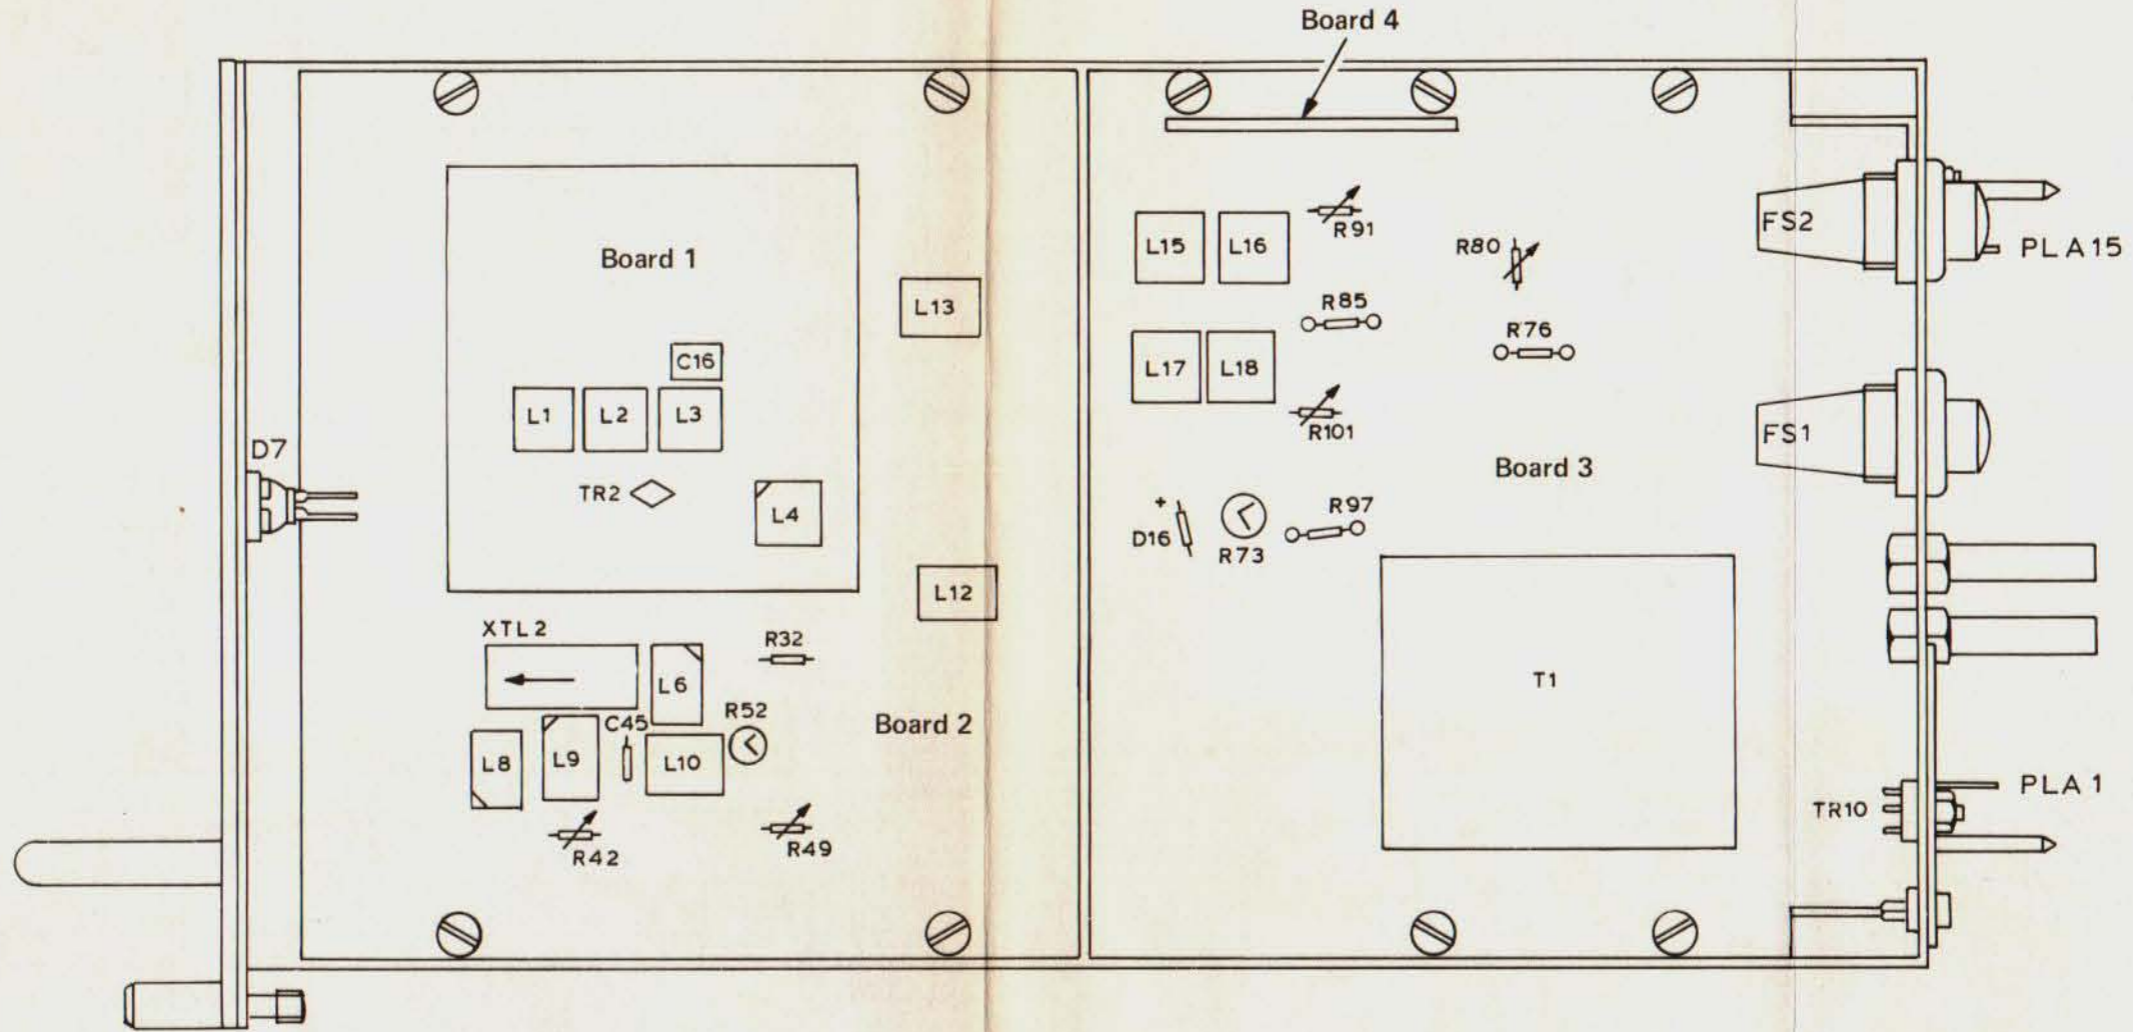 Board 4
Board 1
L13
C16
L1
L2
L3
D7
TR2
L4
L12
XTL2
R32
L6
R52
C45
Board 2
L8
L9
L10
R42
R49
L15
L16
R91
R80
FS2
PLA15
R85
R76
L17
L18
R101
FS1
Board 3
+
D16
R73
R97
T1
TR10
PLA1